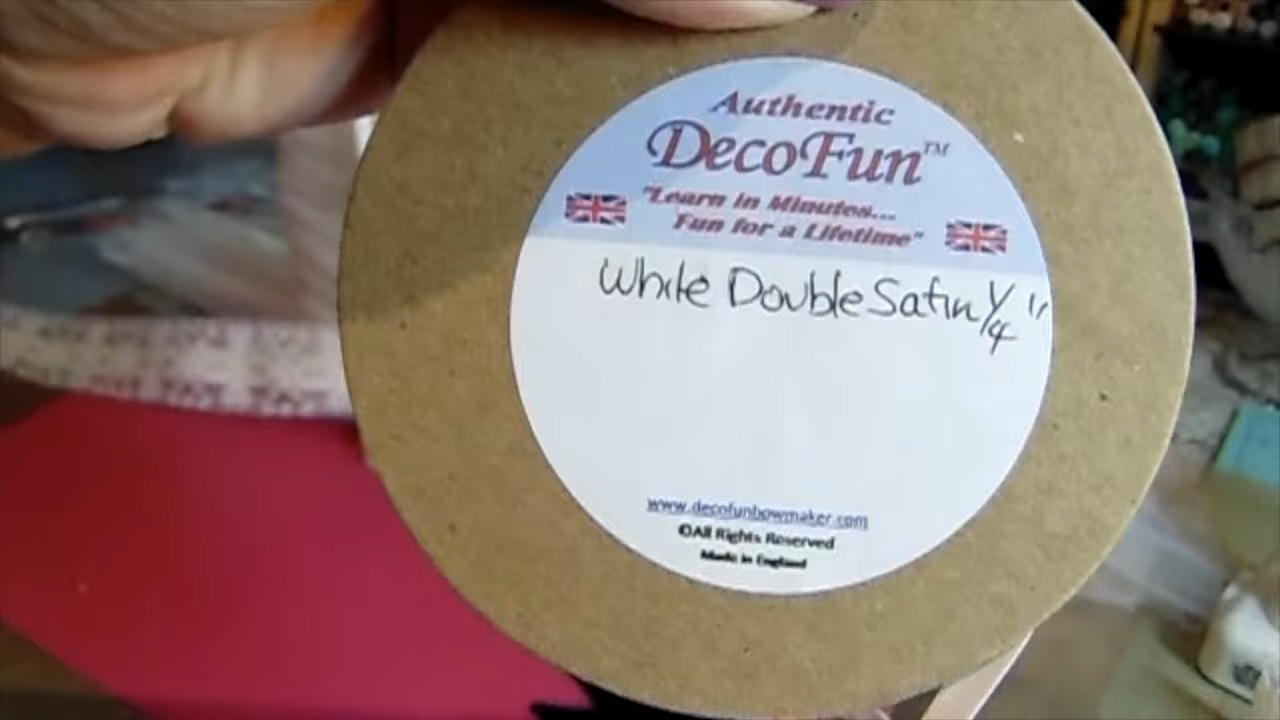 Authentic
DecoFun™
"Learn in Minutes...
Fun for a Lifetime"
White Double Satin 1/4"
www.decofunbowmaker.com
©All Rights Reserved
Made in England